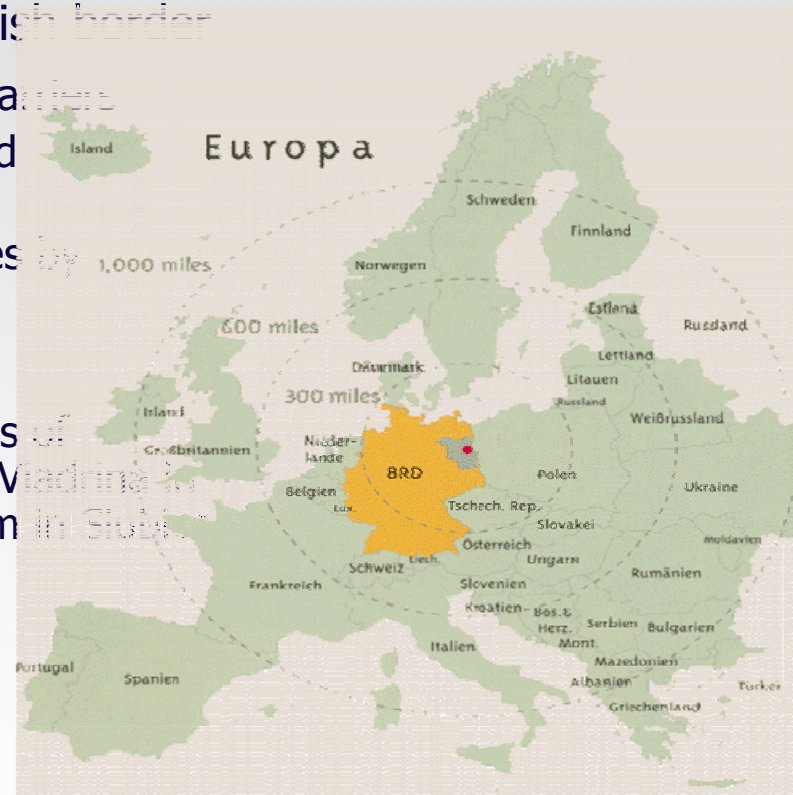 ish border
Island
Europa
d
Schweden
Finnland
es by
1,000 miles
Norwegen
Estland
600 miles
Russland
Lettland
Dänemark
Litauen
300 miles
Russland
Irland
Weißrussland
s of
Großbritannien
Nieder-
lande
BRD
Polen
Viadrina in
Belgien
Ukraine
Lux.
Tschech. Rep.
m in Slubice
Slovakei
Moldavien
Österreich
Liech.
Schweiz
Ungarn
Rumänien
Frankreich
Slovenien
Kroatien
Bos.&
Herz.
Serbien
Bulgarien
Mont.
Italien
Mazedonien
Portugal
Spanien
Albanien
Türkei
Griechenland